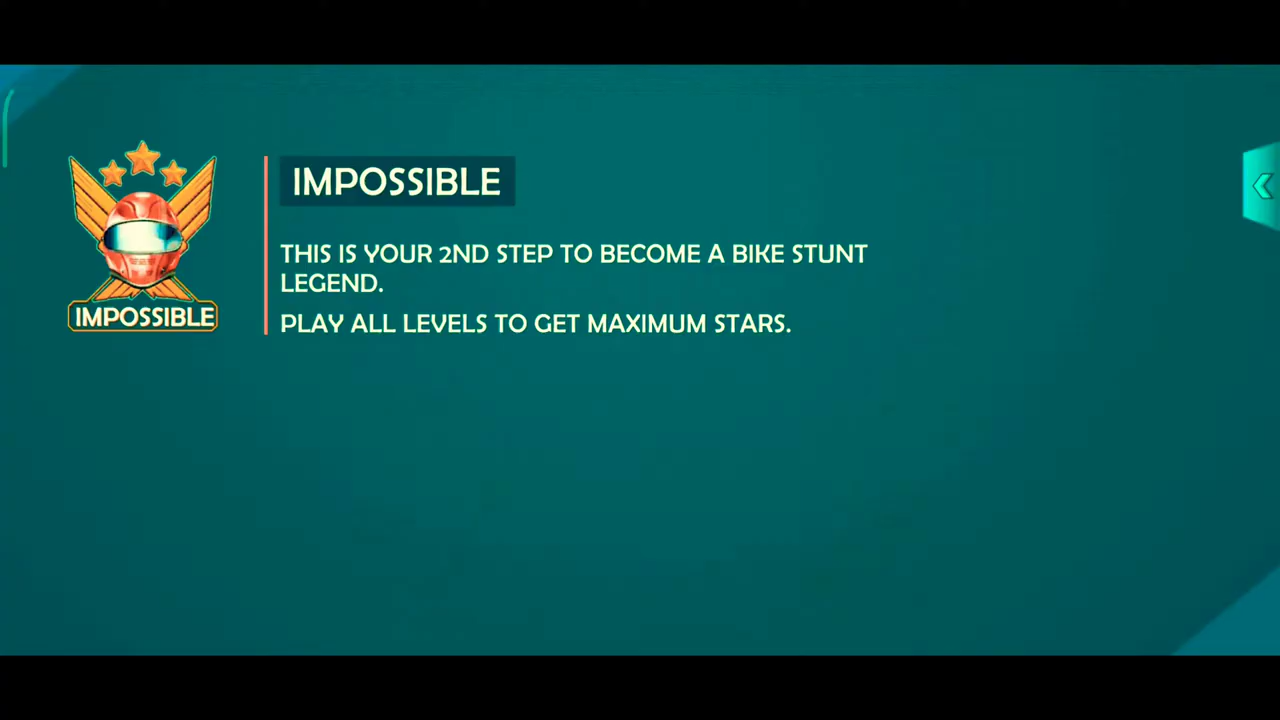 IMPOSSIBLE
THIS IS YOUR 2ND STEP TO BECOME A BIKE STUNT
LEGEND.
PLAY ALL LEVELS TO GET MAXIMUM STARS.
IMPOSSIBLE